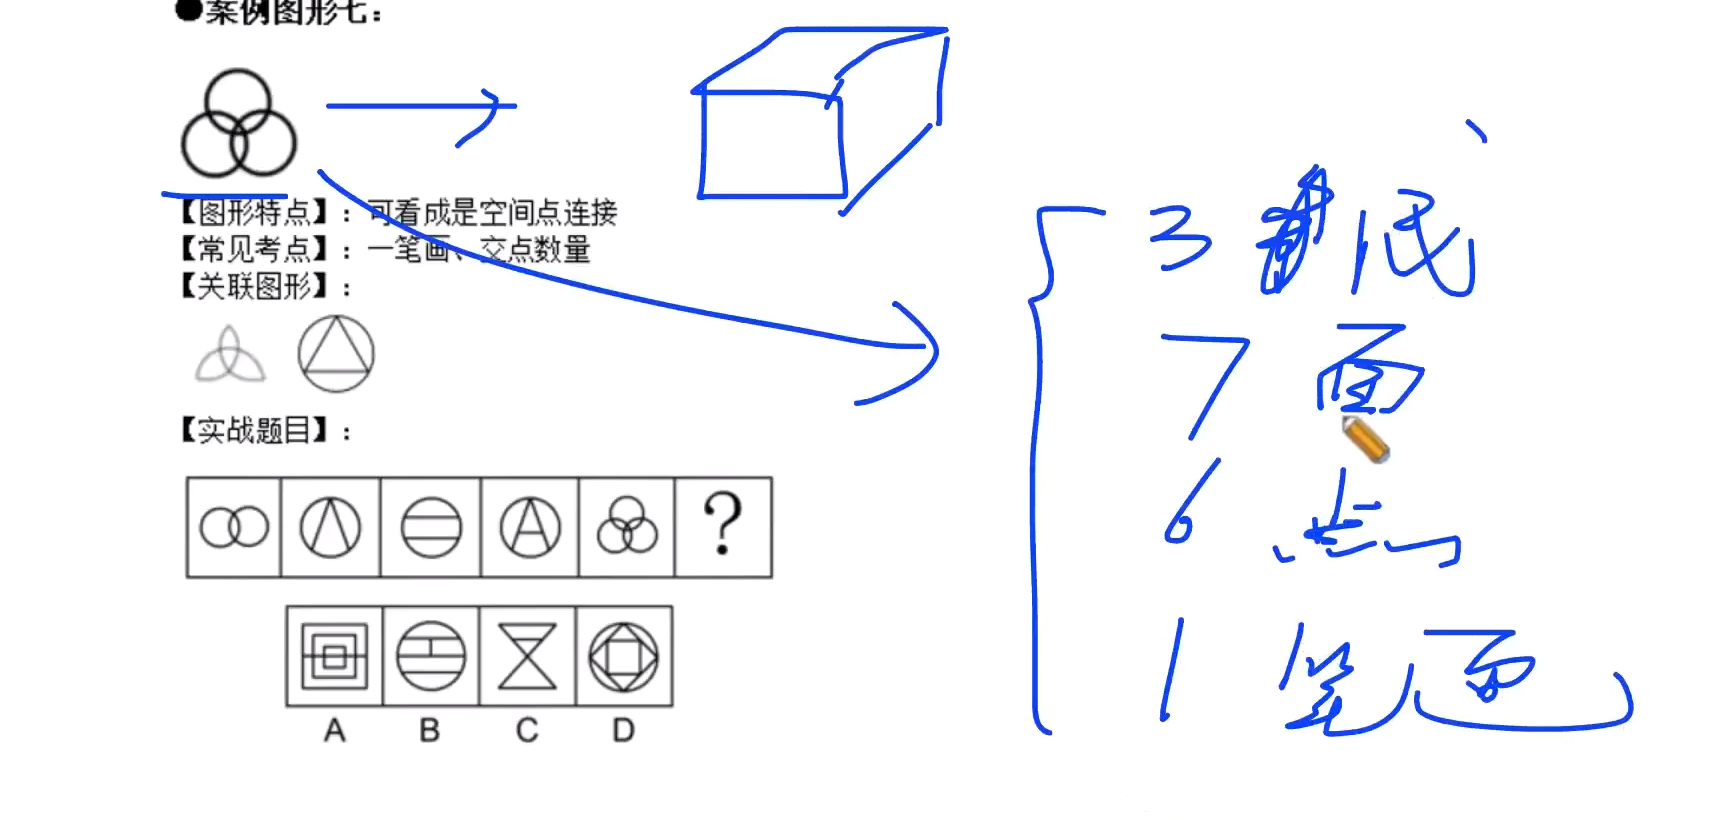 ●案例图形七：
【图形特点】：可看成是空间点连接
【常见考点】：一笔画、交点数量
【关联图形】：
【实战题目】：
?
A B C D
3
7 面
6 点
1 笔画